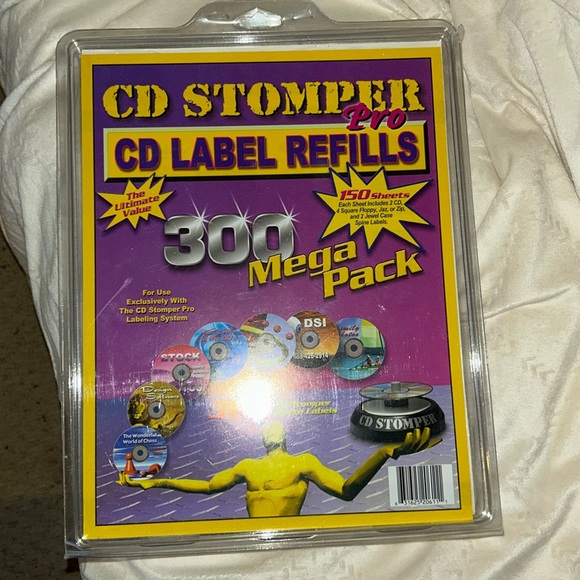 CD STOMPER
Pro
CD LABEL REFILLS
The
Ultimate
Value
150 Sheets
Each Sheet Includes 2 CD,
4 Square Floppy, Jaz, or Zip,
and 2 Jewel Case
Spine Labels.
300
Mega
Pack
For Use
Exclusively With
The CD Stomper Pro
Labeling System
STOCK
DSI
Design
The Wonderful
World of Chess
Labels
CD STOMPER